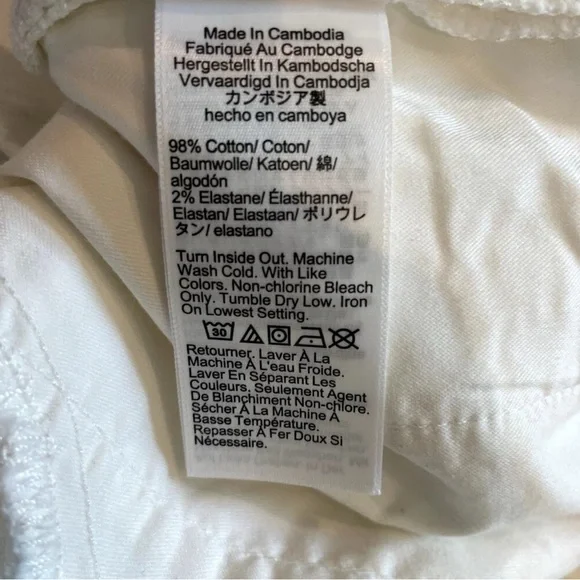 Made In Cambodia
Fabriqué Au Cambodge
Hergestellt In Kambodscha
Vervaardigd In Cambodja
カンボジア製
hecho en camboya
98% Cotton/ Coton/
Baumwolle/ Katoen/ 綿/
algodón
2% Elastane/ Élasthanne/
Elastan/ Elastaan/ ポリウレ
タン/ elastano
Turn Inside Out. Machine
Wash Cold. With Like
Colors. Non-chlorine Bleach
Only. Tumble Dry Low. Iron
On Lowest Setting.
30
Retourner. Laver À La
Machine À L'eau Froide.
Laver En Séparant Les
Couleurs. Seulement Agent
De Blanchiment Non-chlore.
Sécher À La Machine À
Basse Température.
Repasser À Fer Doux Si
Nécessaire.